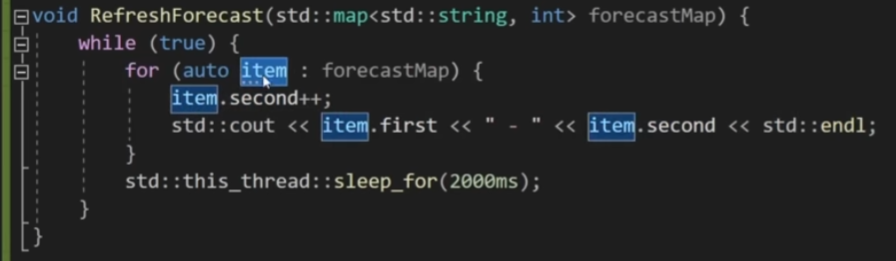 void RefreshForecast(std::map<std::string, int> forecastMap) {
while (true) {
for (auto item : forecastMap) {
item.second++;
std::cout << item.first << " - " << item.second << std::endl;
}
std::this_thread::sleep_for(2000ms);
}
}